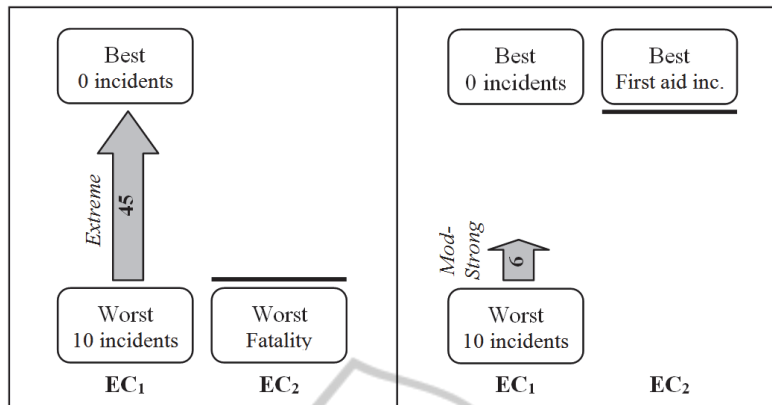 Best
0 incidents
Extreme
45
Worst
10 incidents
Worst
Fatality
EC₁
EC₂
Best
0 incidents
Best
First aid inc.
Mod-
Strong
6
Worst
10 incidents
EC₁
EC₂